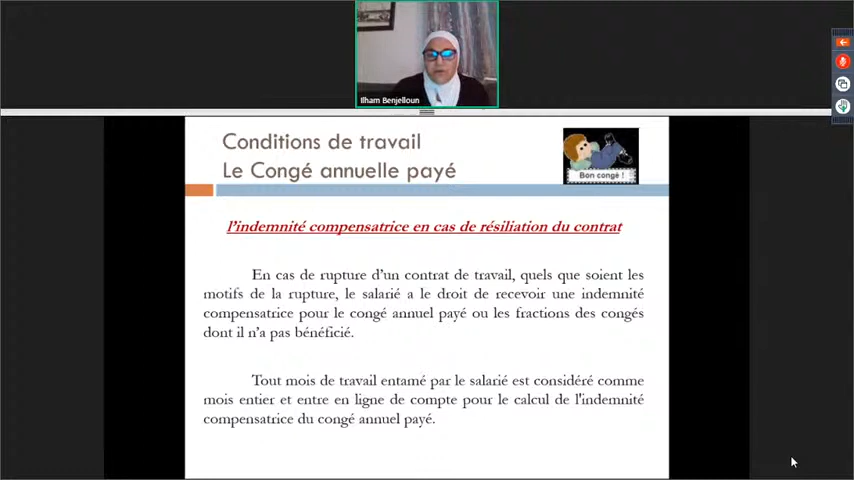 Ilham Benjelloun
Conditions de travail
Le Congé annuelle payé
Bon congé !
l'indemnité compensatrice en cas de résiliation du contrat
En cas de rupture d'un contrat de travail, quels que soient les
motifs de la rupture, le salarié a le droit de recevoir une indemnité
compensatrice pour le congé annuel payé ou les fractions des congés
dont il n'a pas bénéficié.
Tout mois de travail entamé par le salarié est considéré comme
mois entier et entre en ligne de compte pour le calcul de l'indemnité
compensatrice du congé annuel payé.